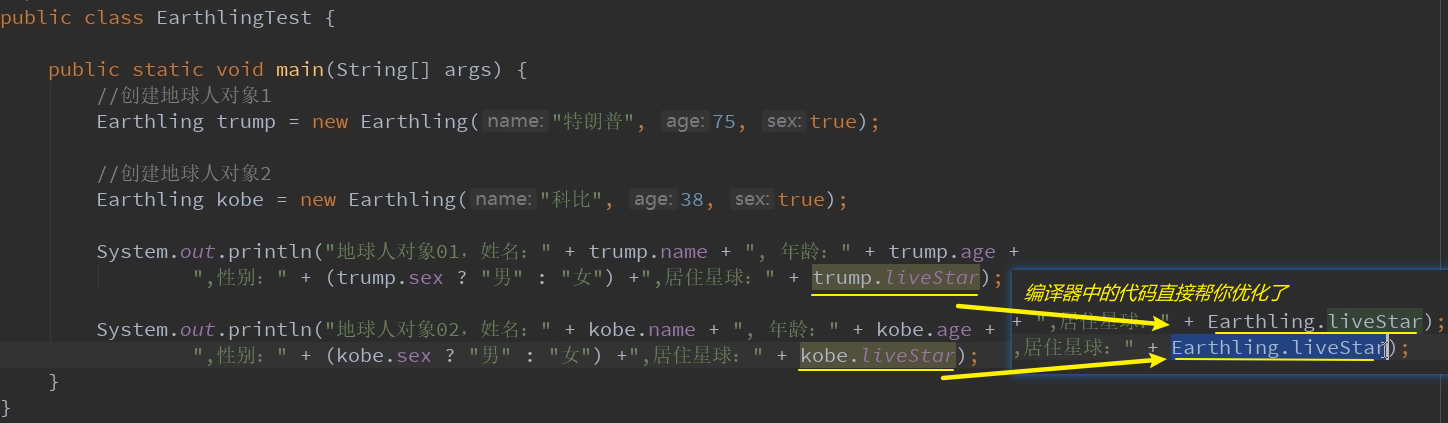 public class EarthlingTest {
public static void main(String[] args) {
//创建地球人对象1
Earthling trump = new Earthling( name: "特朗普", age: 75, sex: true);
//创建地球人对象2
Earthling kobe = new Earthling( name: "科比", age: 38, sex: true);
System.out.println("地球人对象01，姓名：" + trump.name + ", 年龄：" + trump.age +
",性别：" + (trump.sex ? "男" : "女") +",居住星球：" + trump.liveStar);
编译器中的代码直接帮你优化了
+ ",居住星球：" + Earthling.liveStar);
,居住星球：" + Earthling.liveStar);
System.out.println("地球人对象02，姓名：" + kobe.name + ", 年龄：" + kobe.age +
",性别：" + (kobe.sex ? "男" : "女") +",居住星球：" + kobe.liveStar);
}
}